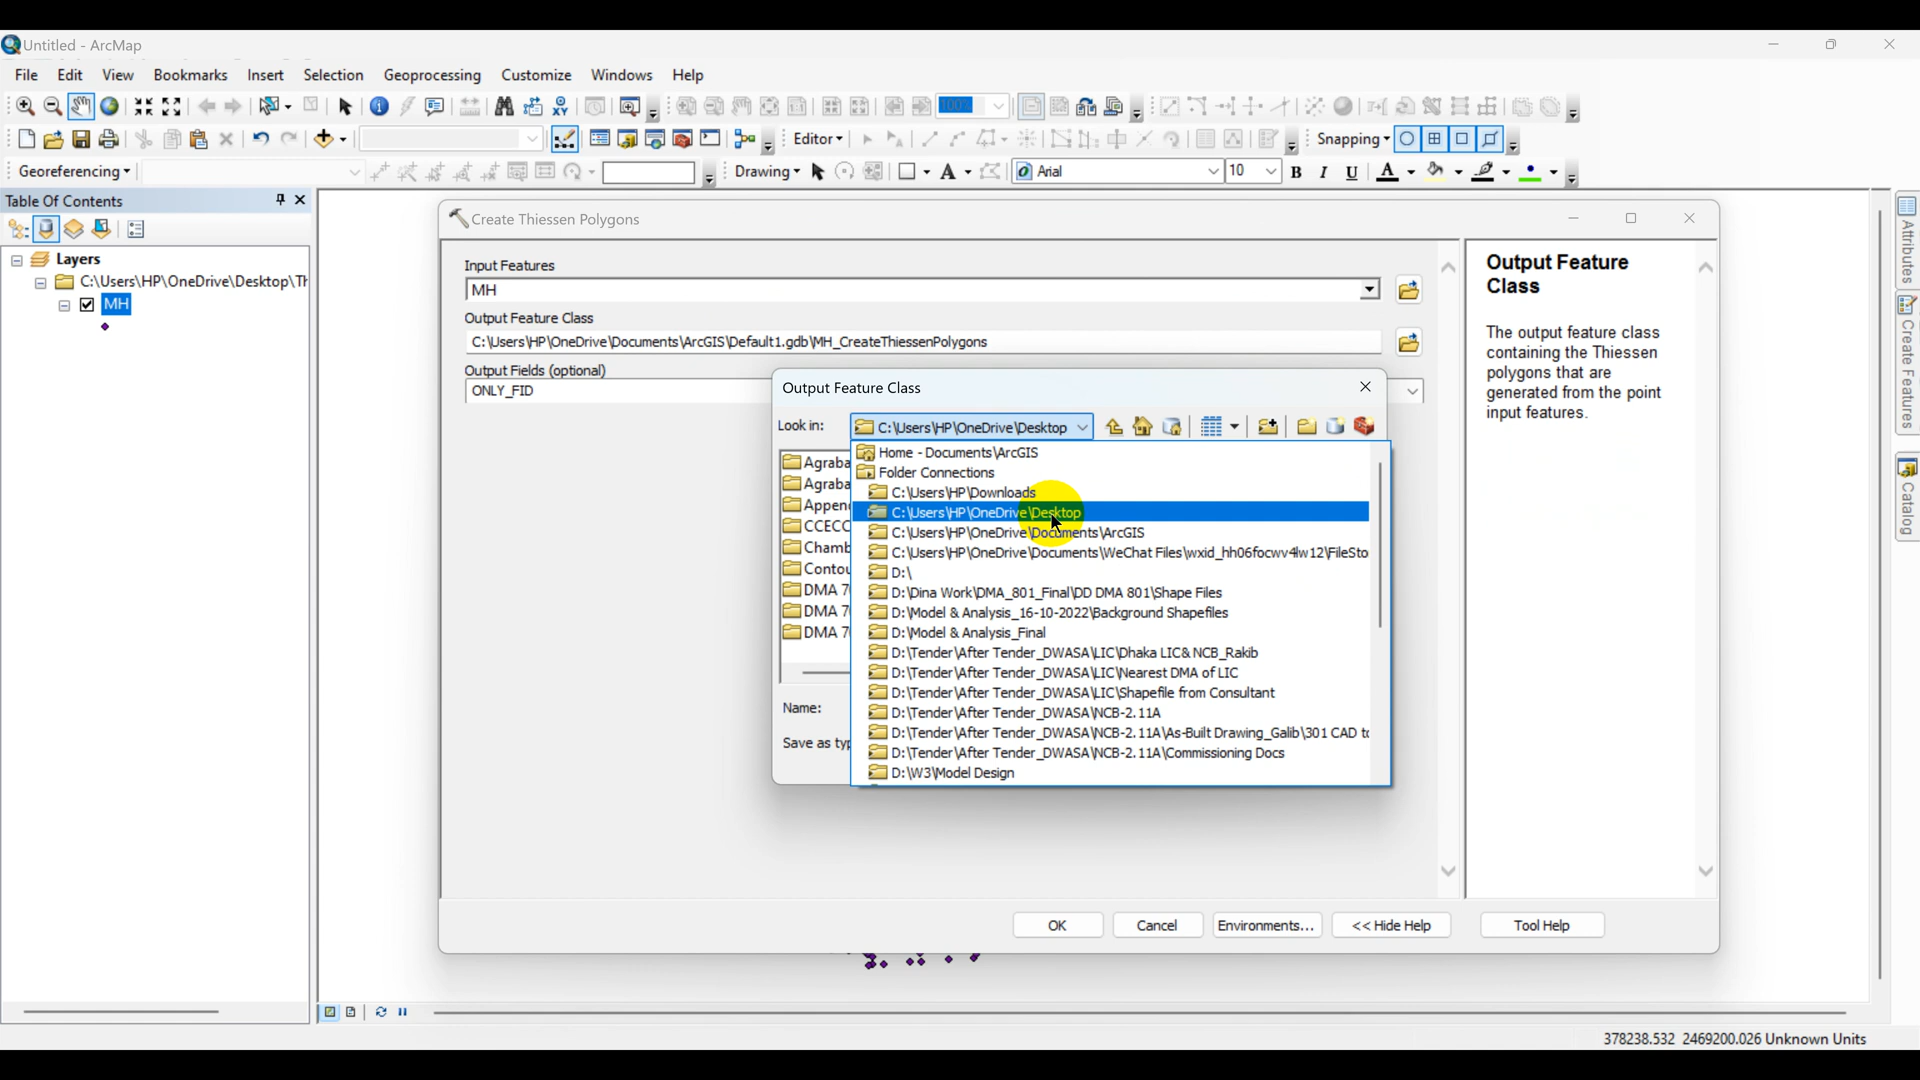 Untitled - ArcMap
File Edit View Bookmarks Insert Selection Geoprocessing Customize Windows Help
100%
Editor Snapping
Georeferencing Drawing Arial 10 B I U A
Table Of Contents
Layers
C:\Users\HP\OneDrive\Desktop\Th
MH
Create Thiessen Polygons
Input Features
MH
Output Feature Class
C:\Users\HP\OneDrive\Documents\ArcGIS\Default1.gdb\MH_CreateThiessenPolygons
Output Fields (optional)
ONLY_FID
Output Feature Class
Look in: C:\Users\HP\OneDrive\Desktop
Agraba
Agraba
Appen
CCECC
Chamb
Contou
DMA 70
DMA 7
DMA 7
Name:
Save as typ
Home - Documents\ArcGIS
Folder Connections
C:\Users\HP\Downloads
C:\Users\HP\OneDrive\Desktop
C:\Users\HP\OneDrive\Documents\ArcGIS
C:\Users\HP\OneDrive\Documents\WeChat Files\wxid_hh06focwv4lw12\FileSto
D:\
D:\Dina Work\DMA_801_Final\DD DMA 801\Shape Files
D:\Model & Analysis_16-10-2022\Background Shapefiles
D:\Model & Analysis_Final
D:\Tender\After Tender_DWASA\LIC\Dhaka LIC& NCB_Rakib
D:\Tender\After Tender_DWASA\LIC\Nearest DMA of LIC
D:\Tender\After Tender_DWASA\LIC\Shapefile from Consultant
D:\Tender\After Tender_DWASA\NCB-2.11A
D:\Tender\After Tender_DWASA\NCB-2.11A\As-Built Drawing_Galib\301 CAD to
D:\Tender\After Tender_DWASA\NCB-2.11A\Commissioning Docs
D:\W3\Model Design
Output Feature
Class
The output feature class
containing the Thiessen
polygons that are
generated from the point
input features.
OK Cancel Environments... << Hide Help Tool Help
Attributes
Create Features
Catalog
378238.532 2469200.026 Unknown Units